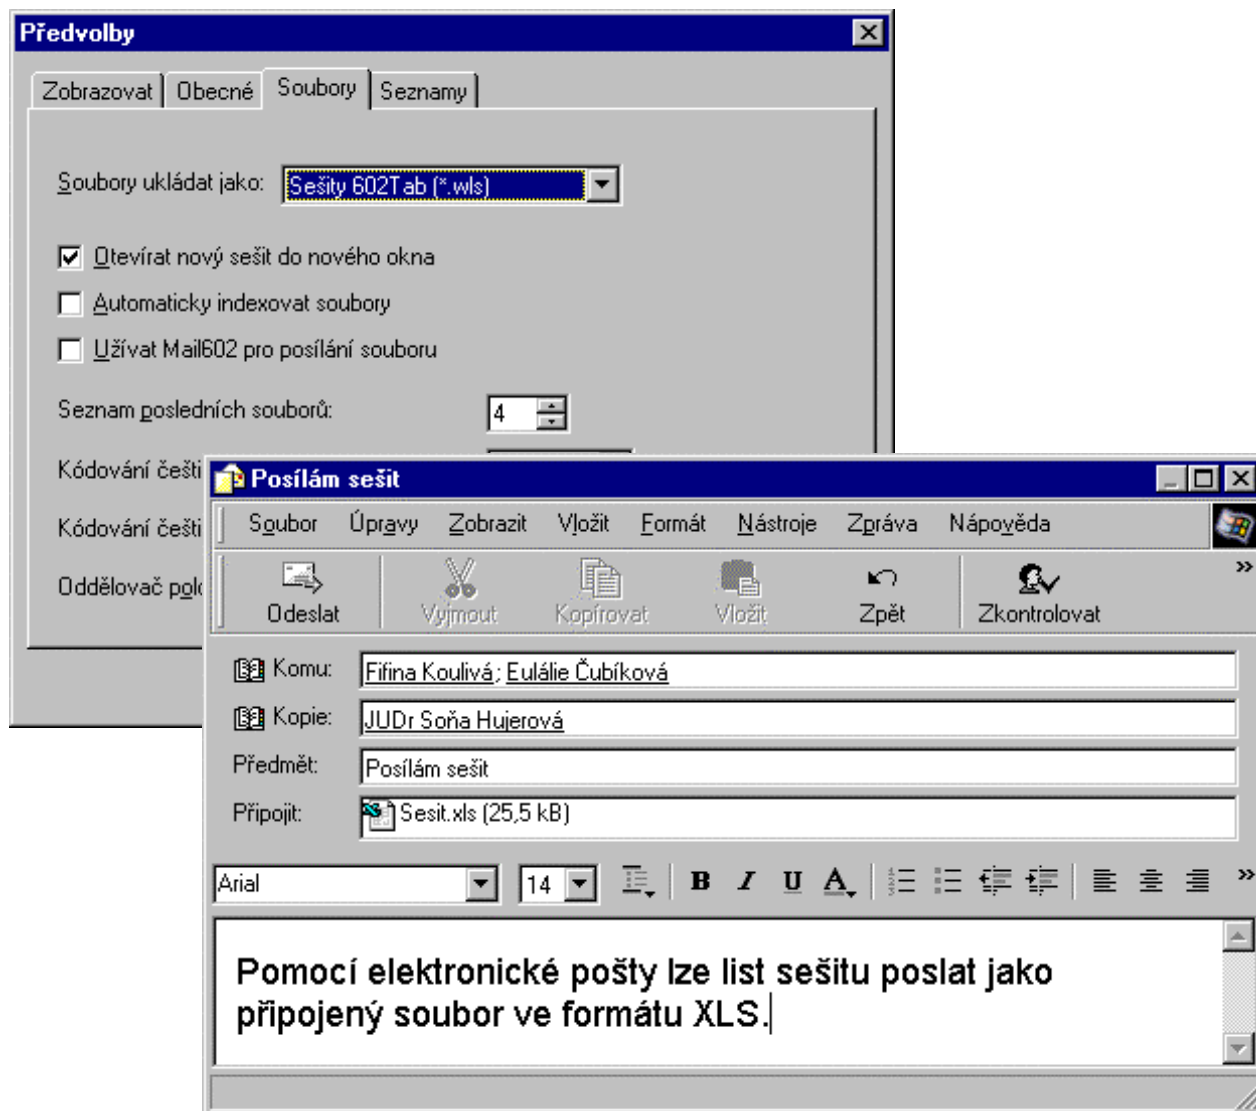 Předvolby
Zobrazovat Obecné Soubory Seznamy
Soubory ukládat jako: Sešity 602Tab (*.wls)
Otevírat nový sešit do nového okna
Automaticky indexovat soubory
Užívat Mail602 pro posílání souboru
Seznam posledních souborů: 4
Kódování češti
Kódování češti
Oddělovač polo
Posílám sešit
Soubor Úpravy Zobrazit Vložit Formát Nástroje Zpráva Nápověda
Odeslat Vyjmout Kopírovat Vložit Zpět Zkontrolovat »
Komu: Fifina Koulivá; Eulálie Čubíková
Kopie: JUDr Soňa Hujerová
Předmět: Posílám sešit
Připojit: Sesit.xls (25,5 kB)
Arial 14 B I U A »
Pomocí elektronické pošty lze list sešitu poslat jako
připojený soubor ve formátu XLS.